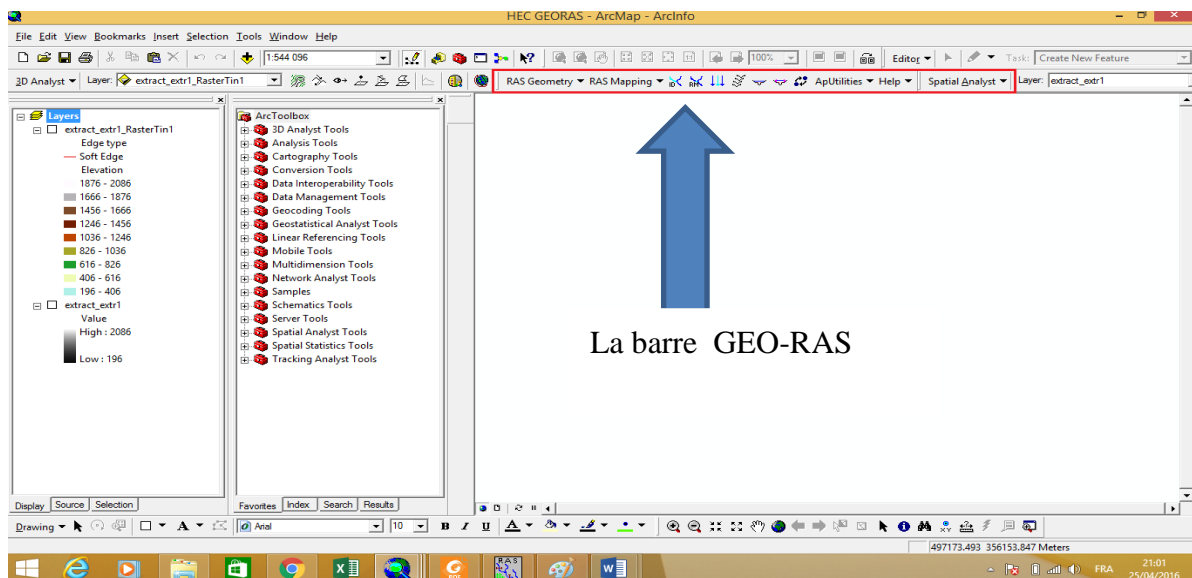 HEC GEORAS - ArcMap - ArcInfo
File Edit View Bookmarks Insert Selection Tools Window Help
1:544 096 100% Editor Task: Create New Feature
3D Analyst Layer: extract_extr1_RasterTin1 RAS Geometry RAS Mapping ApUtilities Help Spatial Analyst Layer: extract_extr1
Layers
extract_extr1_RasterTin1
Edge type
Soft Edge
Elevation
1876 - 2086
1666 - 1876
1456 - 1666
1246 - 1456
1036 - 1246
826 - 1036
616 - 826
406 - 616
196 - 406
extract_extr1
Value
High : 2086
Low : 196
ArcToolbox
3D Analyst Tools
Analysis Tools
Cartography Tools
Conversion Tools
Data Interoperability Tools
Data Management Tools
Geocoding Tools
Geostatistical Analyst Tools
Linear Referencing Tools
Mobile Tools
Multidimension Tools
Network Analyst Tools
Samples
Schematics Tools
Server Tools
Spatial Analyst Tools
Spatial Statistics Tools
Tracking Analyst Tools
La barre GEO-RAS
Display Source Selection Favorites Index Search Results
Drawing A Arial 10 B I U A
497173.493 356153.847 Meters
RAS
FRA 21:01
25/04/2016